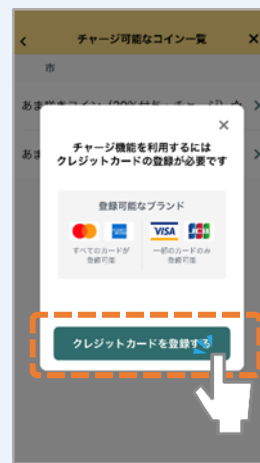 チャージ可能なコイン一覧
市
あま
チャージ機能を利用するには
クレジットカードの登録が必要です
登録可能なブランド
VISA JCB
すべてのカードが 一部のカードのみ
登録可能 登録可能
あま
クレジットカードを登録する